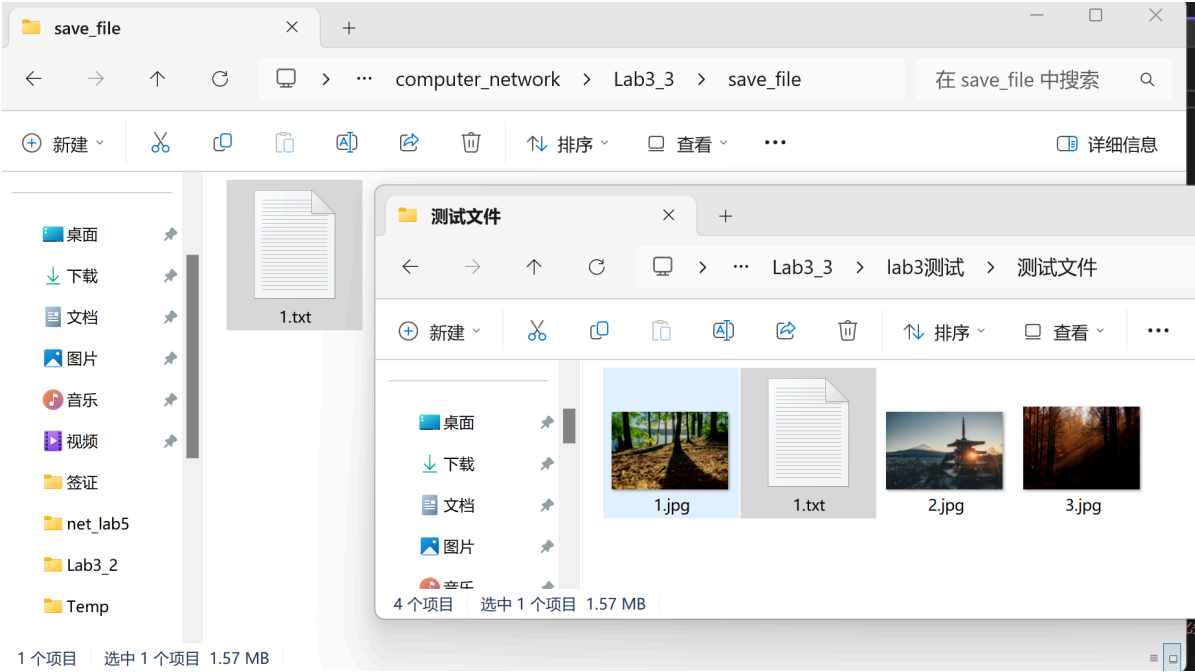 save_file
computer_network
Lab3_3
save_file
在 save_file 中搜索
新建
排序
查看
详细信息
桌面
下载
文档
图片
音乐
视频
签证
net_lab5
Lab3_2
Temp
1.txt
1 个项目
选中 1 个项目 1.57 MB
测试文件
Lab3_3
lab3测试
测试文件
新建
排序
查看
桌面
下载
文档
图片
音乐
1.jpg
1.txt
2.jpg
3.jpg
4 个项目
选中 1 个项目 1.57 MB